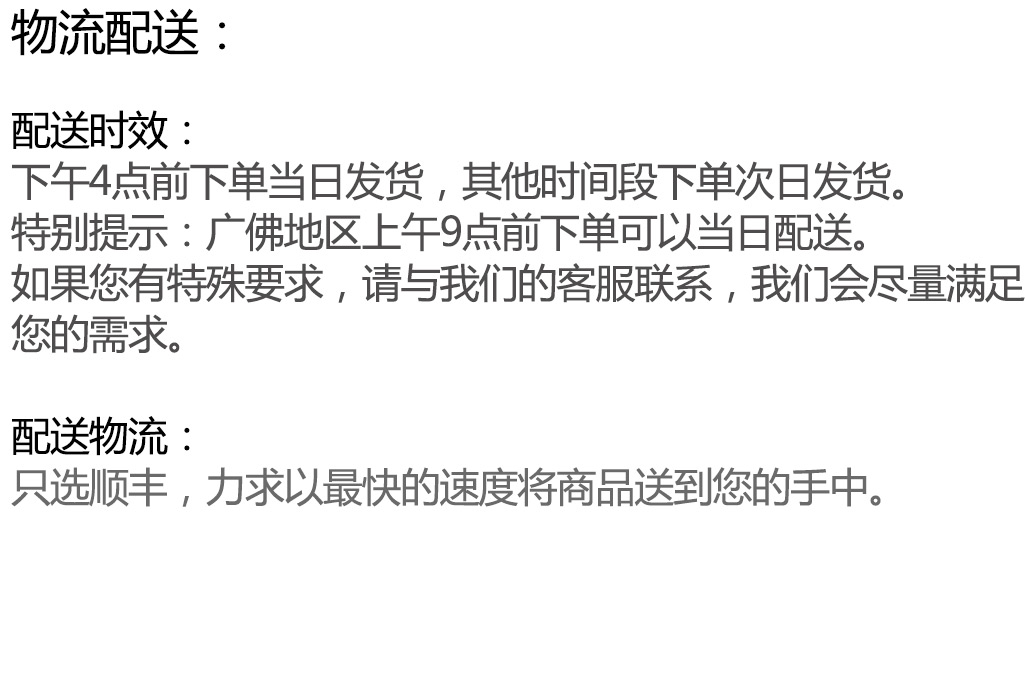 物流配送：
配送时效：
下午4点前下单当日发货，其他时间段下单次日发货。
特别提示：广佛地区上午9点前下单可以当日配送。
如果您有特殊要求，请与我们的客服联系，我们会尽量满足
您的需求。
配送物流：
只选顺丰，力求以最快的速度将商品送到您的手中。